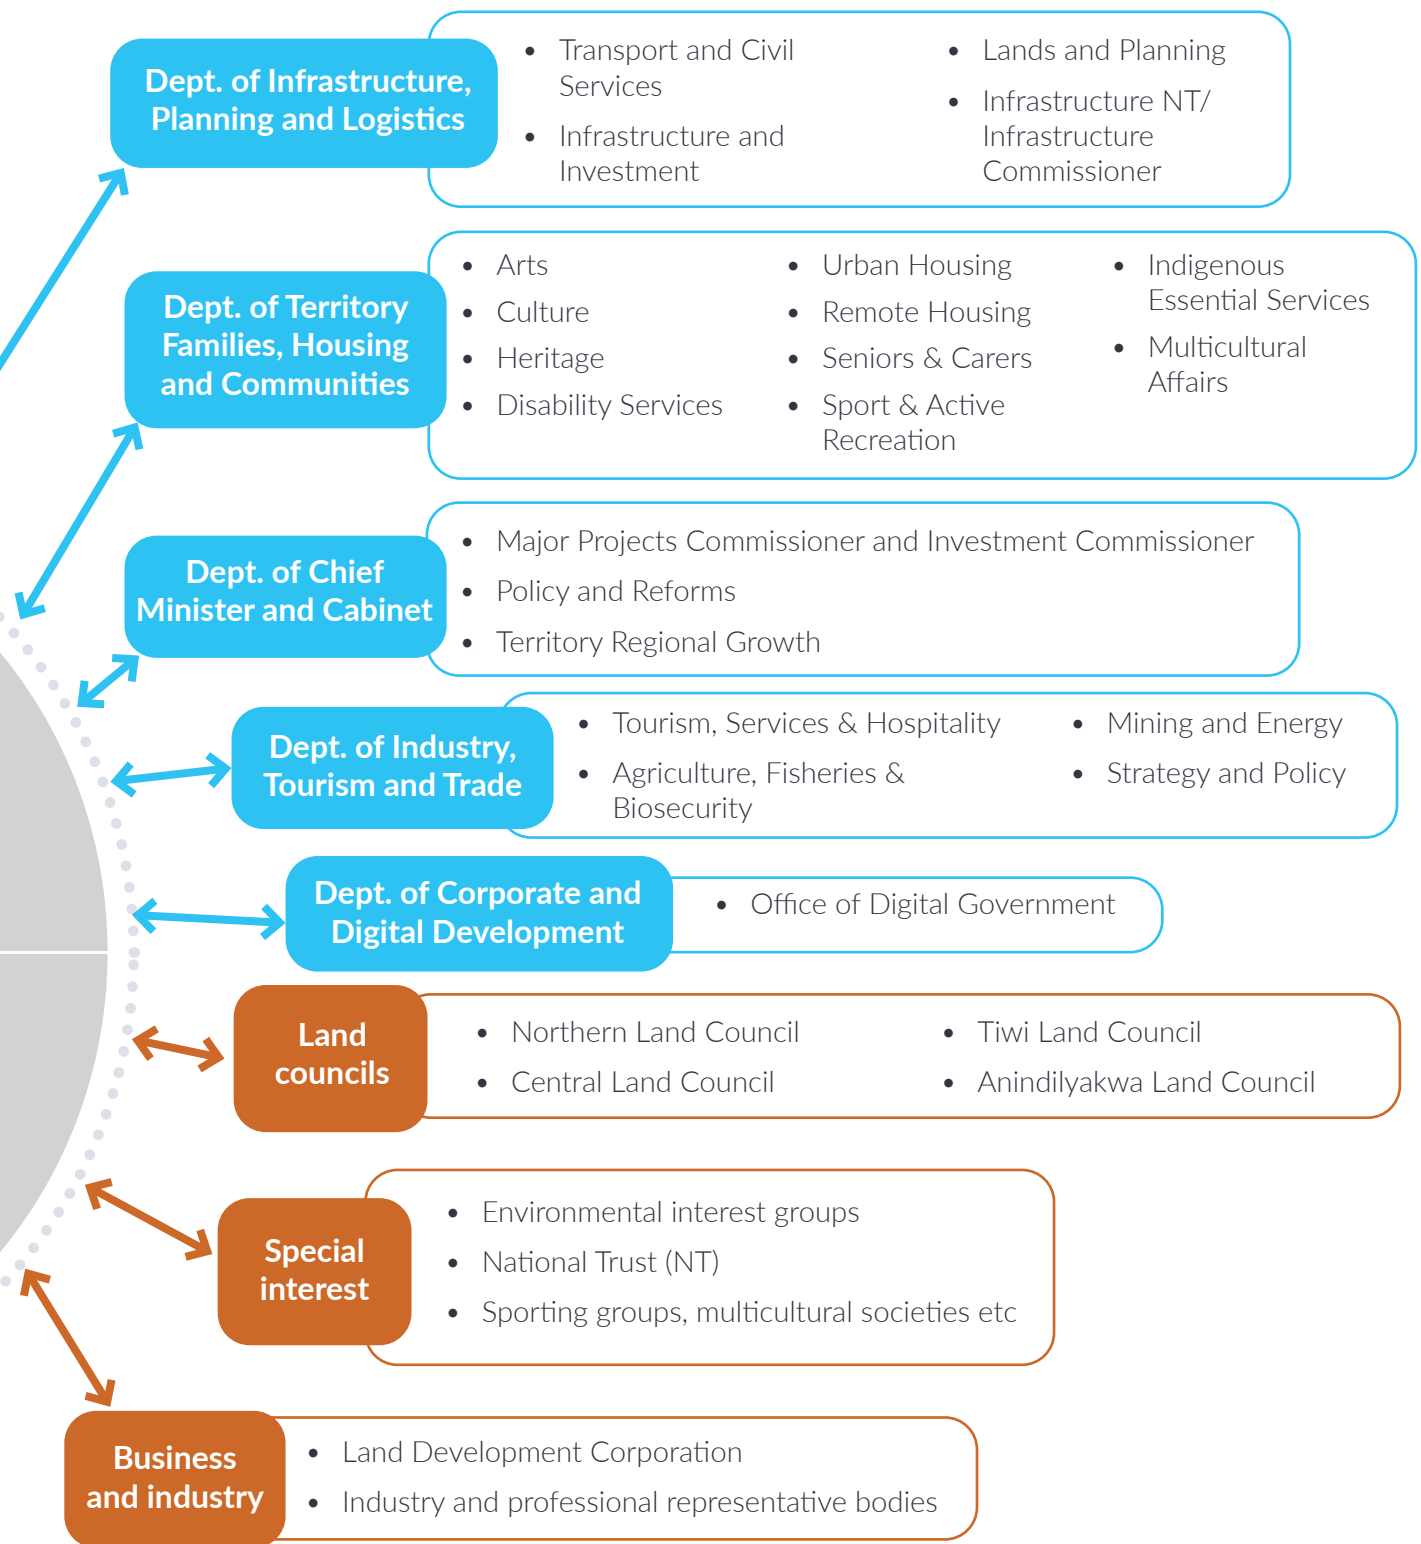 Dept. of Infrastructure,
Planning and Logistics
• Transport and Civil
Services
• Infrastructure and
Investment
• Lands and Planning
• Infrastructure NT/
Infrastructure
Commissioner
Dept. of Territory
Families, Housing
and Communities
• Arts
• Culture
• Heritage
• Disability Services
• Urban Housing
• Remote Housing
• Seniors & Carers
• Sport & Active
Recreation
• Indigenous
Essential Services
• Multicultural
Affairs
Dept. of Chief
Minister and Cabinet
• Major Projects Commissioner and Investment Commissioner
• Policy and Reforms
• Territory Regional Growth
Dept. of Industry,
Tourism and Trade
• Tourism, Services & Hospitality
• Agriculture, Fisheries &
Biosecurity
• Mining and Energy
• Strategy and Policy
Dept. of Corporate and
Digital Development
• Office of Digital Government
Land
councils
• Northern Land Council
• Central Land Council
• Tiwi Land Council
• Anindilyakwa Land Council
Special
interest
• Environmental interest groups
• National Trust (NT)
• Sporting groups, multicultural societies etc
Business
and industry
• Land Development Corporation
• Industry and professional representative bodies